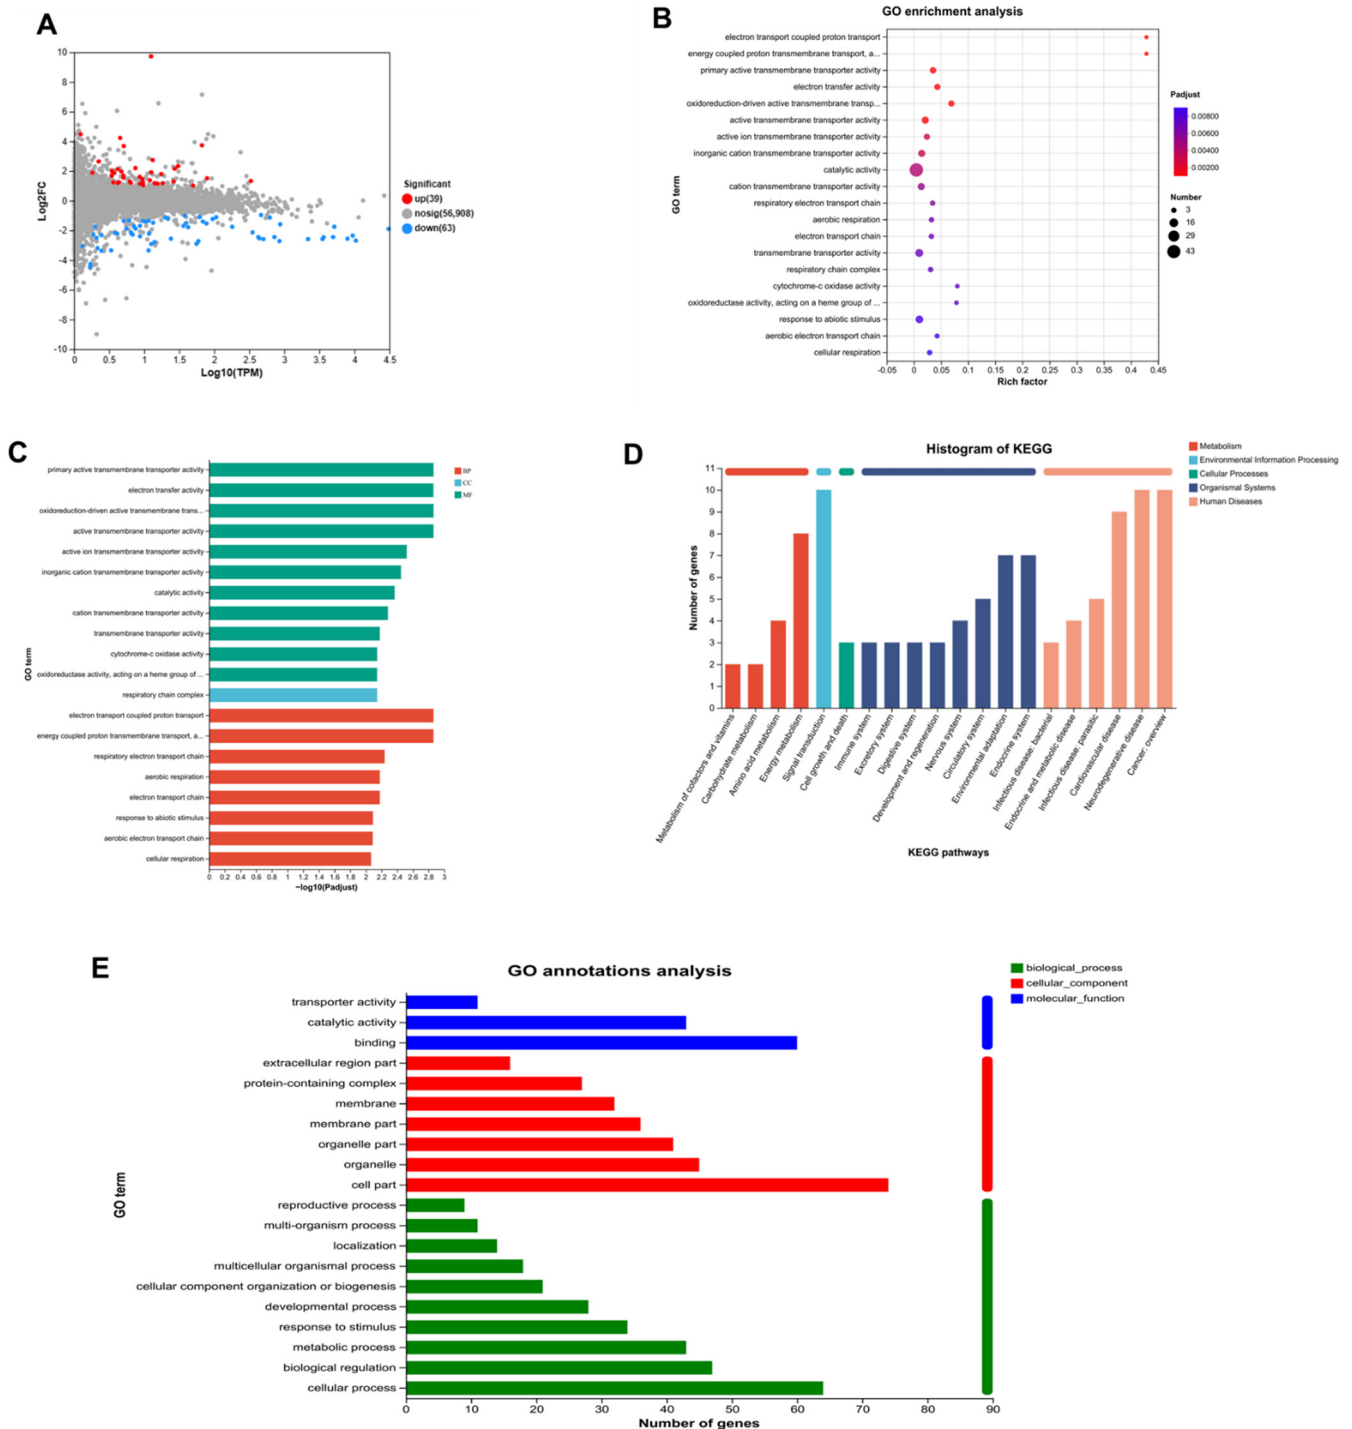 A
10
8
6
4
2
0
-2
-4
-6
-8
-10
Log2FC
0 0.5 1 1.5 2 2.5 3 3.5 4 4.5
Log10(TPM)
Significant
up(39)
nosig(56,908)
down(63)
B
GO enrichment analysis
GO term
electron transport coupled proton transport
energy coupled proton transmembrane transport, a...
primary active transmembrane transporter activity
electron transfer activity
oxidoreduction-driven active transmembrane transp...
active transmembrane transporter activity
active ion transmembrane transporter activity
inorganic cation transmembrane transporter activity
catalytic activity
cation transmembrane transporter activity
respiratory electron transport chain
aerobic respiration
electron transport chain
transmembrane transporter activity
respiratory chain complex
cytochrome-c oxidase activity
oxidoreductase activity, acting on a heme group of ...
response to abiotic stimulus
aerobic electron transport chain
cellular respiration
-0.05 0 0.05 0.1 0.15 0.2 0.25 0.3 0.35 0.4 0.45
Rich factor
Padjust
0.00800
0.00600
0.00400
0.00200
Number
3
16
29
43
C
GO term
primary active transmembrane transporter activity
electron transfer activity
oxidoreduction-driven active transmembrane trans...
active transmembrane transporter activity
active ion transmembrane transporter activity
inorganic cation transmembrane transporter activity
catalytic activity
cation transmembrane transporter activity
transmembrane transporter activity
cytochrome-c oxidase activity
oxidoreductase activity, acting on a heme group of ...
respiratory chain complex
electron transport coupled proton transport
energy coupled proton transmembrane transport, a...
respiratory electron transport chain
aerobic respiration
electron transport chain
response to abiotic stimulus
aerobic electron transport chain
cellular respiration
0 0.2 0.4 0.6 0.8 1 1.2 1.4 1.6 1.8 2 2.2 2.4 2.6 2.8 3
−log10(Padjust)
BP
CC
MF
D
Histogram of KEGG
Number of genes
11
10
9
8
7
6
5
4
3
2
1
0
Metabolism of cofactors and vitamins
Carbohydrate metabolism
Amino acid metabolism
Energy metabolism
Signal transduction
Cell growth and death
Immune system
Excretory system
Digestive system
Development and regeneration
Nervous system
Circulatory system
Environmental adaptation
Endocrine system
Infectious disease: bacterial
Endocrine and metabolic disease
Infectious disease: parasitic
Cardiovascular disease
Neurodegenerative disease
Cancer: overview
KEGG pathways
Metabolism
Environmental Information Processing
Cellular Processes
Organismal Systems
Human Diseases
E
GO annotations analysis
GO term
transporter activity
catalytic activity
binding
extracellular region part
protein-containing complex
membrane
membrane part
organelle part
organelle
cell part
reproductive process
multi-organism process
localization
multicellular organismal process
cellular component organization or biogenesis
developmental process
response to stimulus
metabolic process
biological regulation
cellular process
0 10 20 30 40 50 60 70 80 90
Number of genes
biological_process
cellular_component
molecular_function